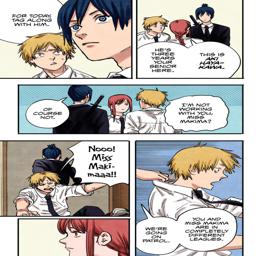 THIS IS
AKI
HAYA-
KAWA.
HE'S
THREE
YEARS
YOUR
SENIOR
HERE.
FOR TODAY,
TAG ALONG
WITH HIM.
I'M NOT
WORKING WITH
YOU, MISS
MAKIMA?
OF COURSE
NOT.
YOU AND
MISS MAKIMA
ARE IN
COMPLETELY
DIFFERENT
LEAGUES.
WE'RE
GOING ON
PATROL.
Nooo!
Miss
Maki-
maaa!!